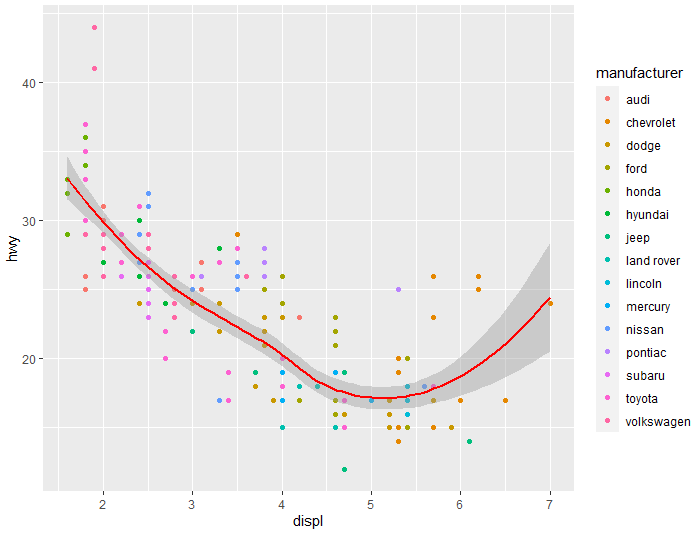 hwy
40
30
20
2 3 4 5 6 7
displ
manufacturer
audi
chevrolet
dodge
ford
honda
hyundai
jeep
land rover
lincoln
mercury
nissan
pontiac
subaru
toyota
volkswagen